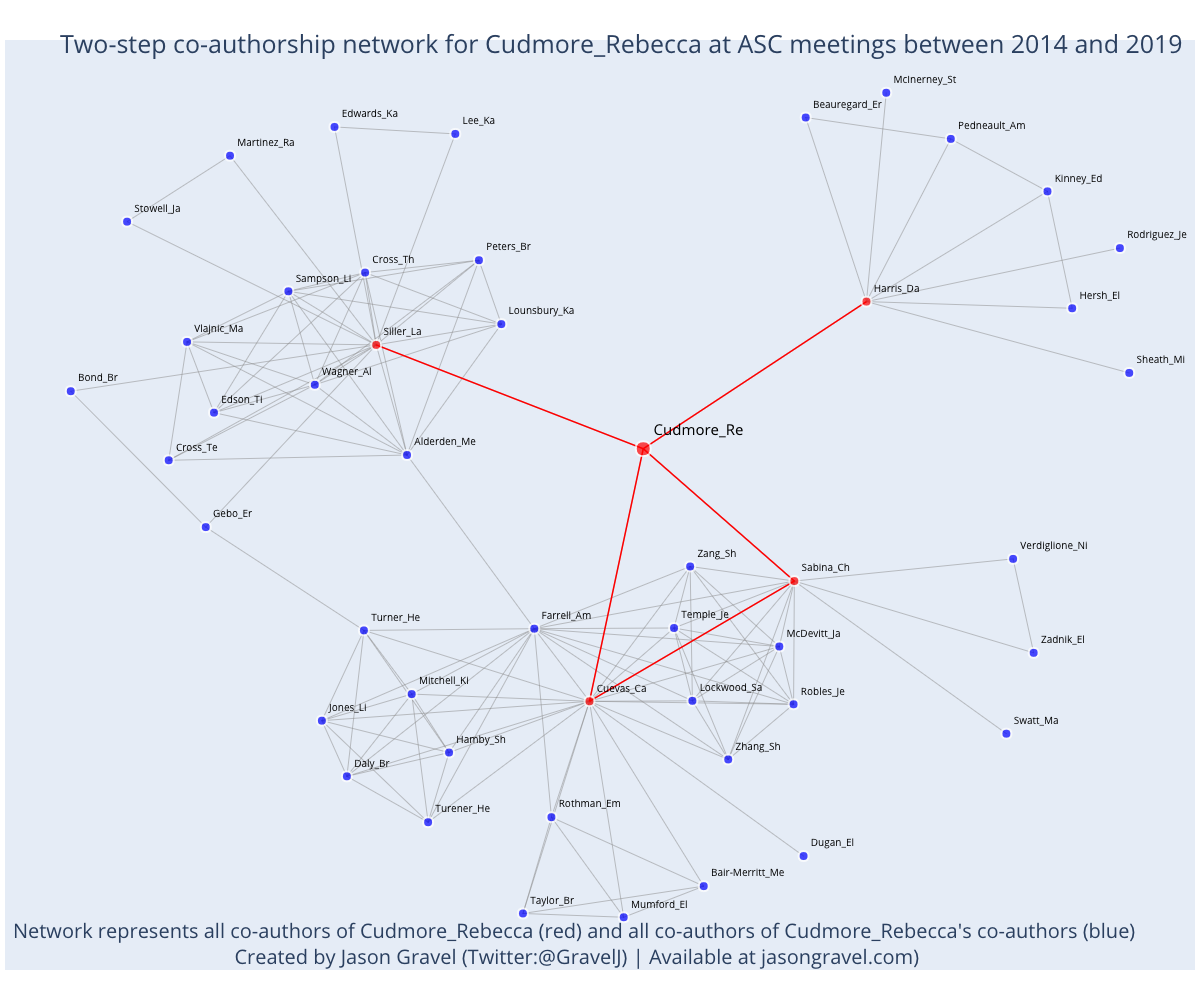 Two-step co-authorship network for Cudmore_Rebecca at ASC meetings between 2014 and 2019
McInerney_St
Beauregard_Er
Edwards_Ka
Lee_Ka
Pedneault_Am
Martinez_Ra
Kinney_Ed
Stowell_Ja
Rodriguez_Je
Peters_Br
Cross_Th
Sampson_Li
Harris_Da
Hersh_El
Lounsbury_Ka
Vlajnic_Ma
Siller_La
Sheath_Mi
Bond_Br
Wagner_Al
Edson_Ti
Cudmore_Re
Alderden_Me
Cross_Te
Gebo_Er
Verdiglione_Ni
Zang_Sh
Sabina_Ch
Turner_He
Farrell_Am
Temple_Je
McDevitt_Ja
Zadnik_El
Mitchell_Ki
Cuevas_Ca
Lockwood_Sa
Robles_Je
Jones_Li
Swatt_Ma
Hamby_Sh
Zhang_Sh
Daly_Br
Rothman_Em
Turener_He
Dugan_El
Bair-Merritt_Me
Taylor_Br
Mumford_El
Network represents all co-authors of Cudmore_Rebecca (red) and all co-authors of Cudmore_Rebecca's co-authors (blue)
Created by Jason Gravel (Twitter:@GravelJ) | Available at jasongravel.com)